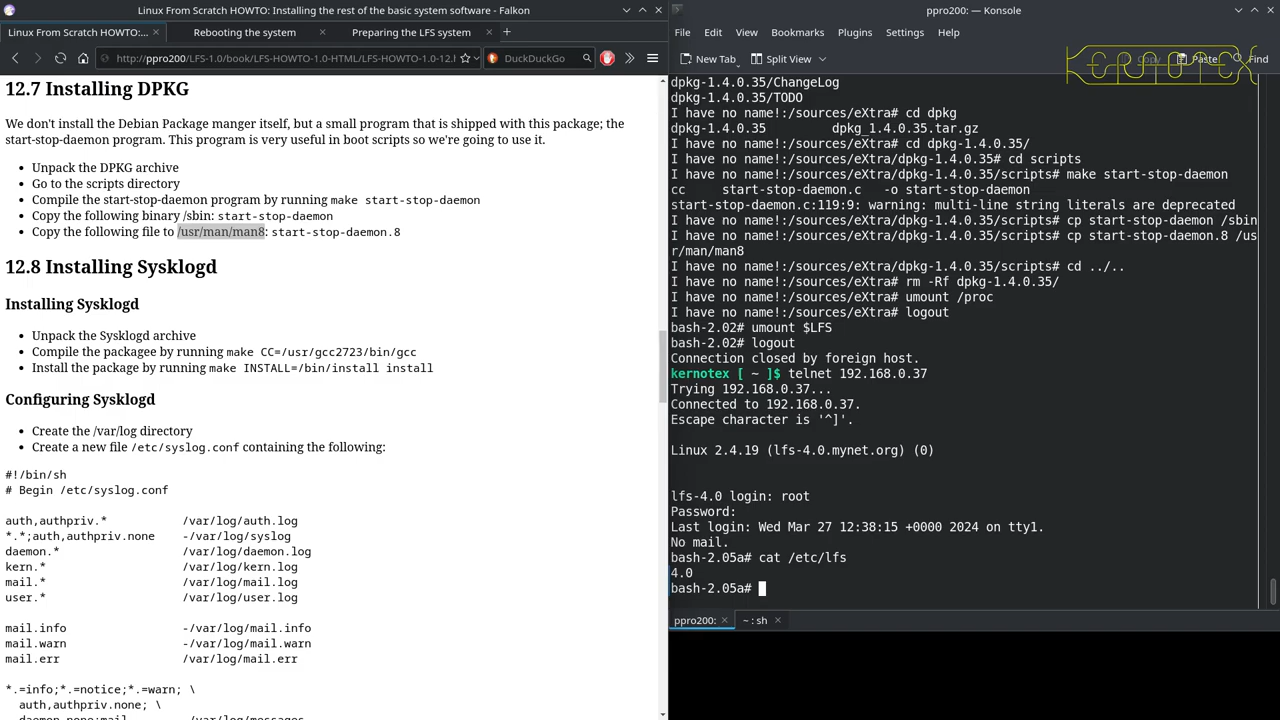 Linux From Scratch HOWTO: Installing the rest of the basic system software - Falkon
Linux From Scratch HOWTO:...
Rebooting the system
Preparing the LFS system
http://ppro200/LFS-1.0/book/LFS-HOWTO-1.0-HTML/LFS-HOWTO-1.0-12.l
DuckDuckGo
12.7 Installing DPKG
We don't install the Debian Package manger itself, but a small program that is shipped with this package; the
start-stop-daemon program. This program is very useful in boot scripts so we're going to use it.
• Unpack the DPKG archive
• Go to the scripts directory
• Compile the start-stop-daemon program by running make start-stop-daemon
• Copy the following binary /sbin: start-stop-daemon
• Copy the following file to /usr/man/man8: start-stop-daemon.8
12.8 Installing Sysklogd
Installing Sysklogd
• Unpack the Sysklogd archive
• Compile the packagee by running make CC=/usr/gcc2723/bin/gcc
• Install the package by running make INSTALL=/bin/install install
Configuring Sysklogd
• Create the /var/log directory
• Create a new file /etc/syslog.conf containing the following:
#!/bin/sh
# Begin /etc/syslog.conf
auth,authpriv.* /var/log/auth.log
*.*;auth,authpriv.none -/var/log/syslog
daemon.* /var/log/daemon.log
kern.* /var/log/kern.log
mail.* /var/log/mail.log
user.* /var/log/user.log
mail.info -/var/log/mail.info
mail.warn -/var/log/mail.warn
mail.err /var/log/mail.err
*.=info;*.=notice;*.=warn; \
auth,authpriv.none; \
daemon.none;mail -/var/log/messages
ppro200: — Konsole
File Edit View Bookmarks Plugins Settings Help
New Tab Split View Copy Paste Find
KERNOTEX
dpkg-1.4.0.35/ChangeLog
dpkg-1.4.0.35/TODO
I have no name!:/sources/eXtra# cd dpkg
dpkg-1.4.0.35 dpkg_1.4.0.35.tar.gz
I have no name!:/sources/eXtra# cd dpkg-1.4.0.35/
I have no name!:/sources/eXtra/dpkg-1.4.0.35# cd scripts
I have no name!:/sources/eXtra/dpkg-1.4.0.35/scripts# make start-stop-daemon
cc start-stop-daemon.c -o start-stop-daemon
start-stop-daemon.c:119:9: warning: multi-line string literals are deprecated
I have no name!:/sources/eXtra/dpkg-1.4.0.35/scripts# cp start-stop-daemon /sbin
I have no name!:/sources/eXtra/dpkg-1.4.0.35/scripts# cp start-stop-daemon.8 /us
r/man/man8
I have no name!:/sources/eXtra/dpkg-1.4.0.35/scripts# cd ../..
I have no name!:/sources/eXtra# rm -Rf dpkg-1.4.0.35/
I have no name!:/sources/eXtra# umount /proc
I have no name!:/sources/eXtra# logout
bash-2.02# umount $LFS
bash-2.02# logout
Connection closed by foreign host.
kernotex [ ~ ]$ telnet 192.168.0.37
Trying 192.168.0.37...
Connected to 192.168.0.37.
Escape character is '^]'.
Linux 2.4.19 (lfs-4.0.mynet.org) (0)
lfs-4.0 login: root
Password:
Last login: Wed Mar 27 12:38:15 +0000 2024 on tty1.
No mail.
bash-2.05a# cat /etc/lfs
4.0
bash-2.05a#
ppro200:
~ : sh